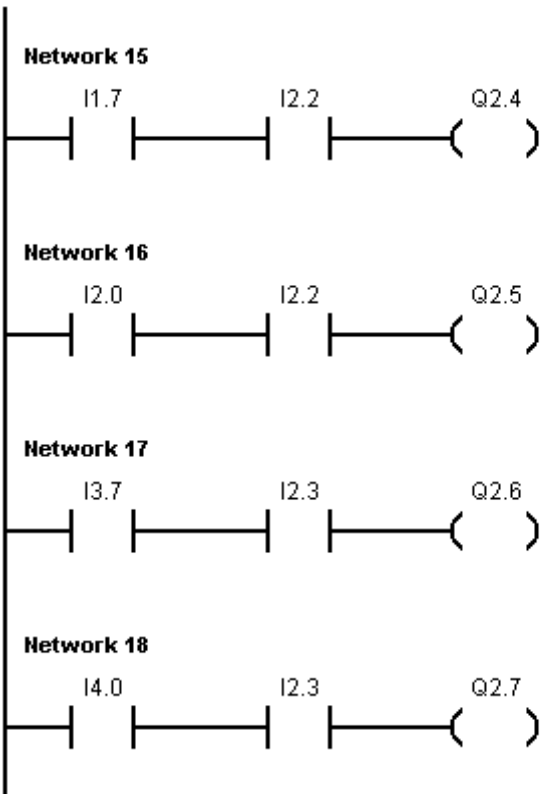 Network 15
I1.7 I2.2 Q2.4
Network 16
I2.0 I2.2 Q2.5
Network 17
I3.7 I2.3 Q2.6
Network 18
I4.0 I2.3 Q2.7